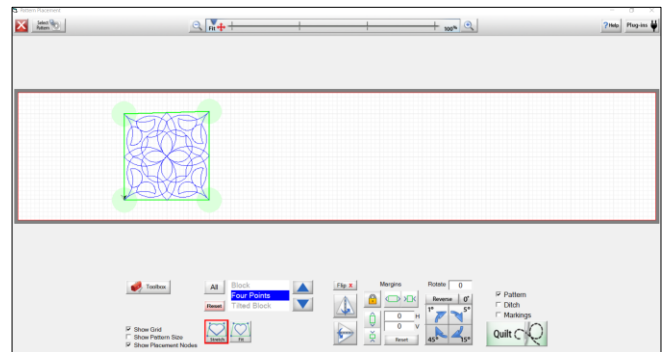 Pattern Placement
Select
Pattern
Fit
100%
? Help
Plug-ins
Toolbox
All
Reset
Block
Four Points
Tilted Block
Stretch
Fit
Show Grid
Show Pattern Size
Show Placement Nodes
Flip
Margins
0 H
0 V
Reset
Rotate 0
Reverse 0°
1° 5°
45° 15°
Pattern
Ditch
Markings
Quilt